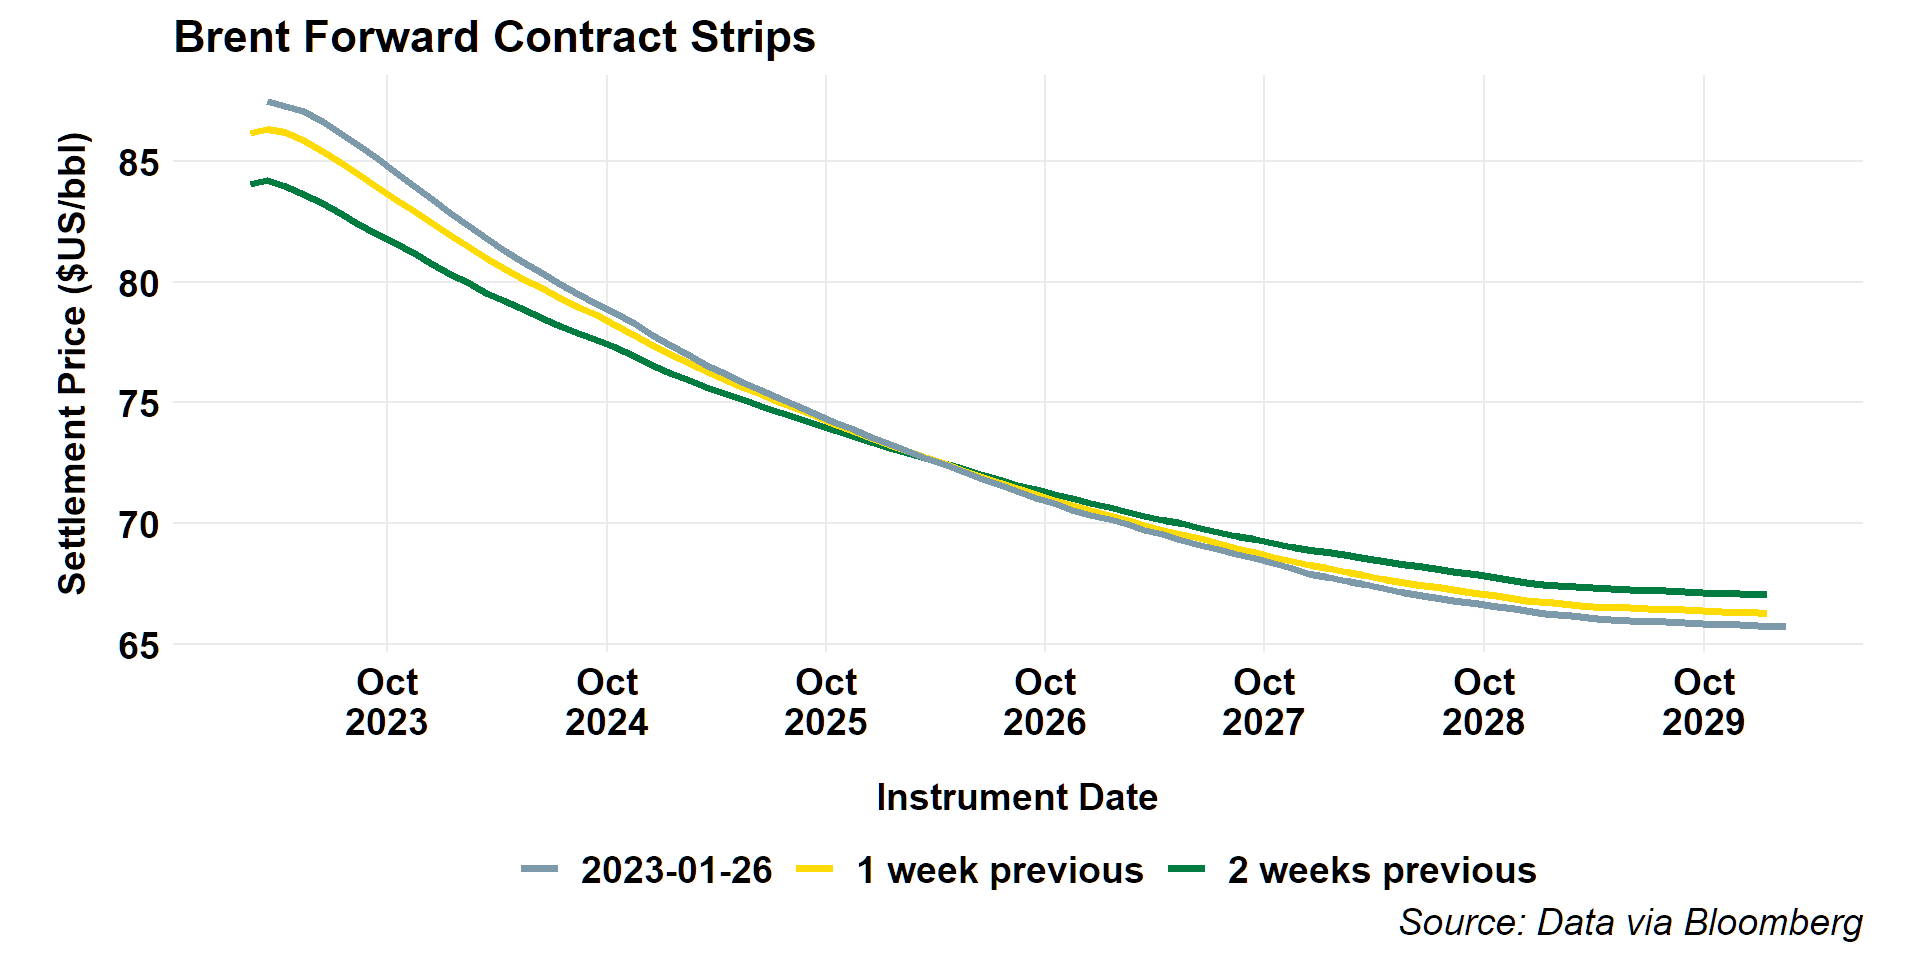 Brent Forward Contract Strips
Settlement Price ($US/bbl)
85
80
75
70
65
Oct 2023
Oct 2024
Oct 2025
Oct 2026
Oct 2027
Oct 2028
Oct 2029
Instrument Date
2023-01-26
1 week previous
2 weeks previous
Source: Data via Bloomberg